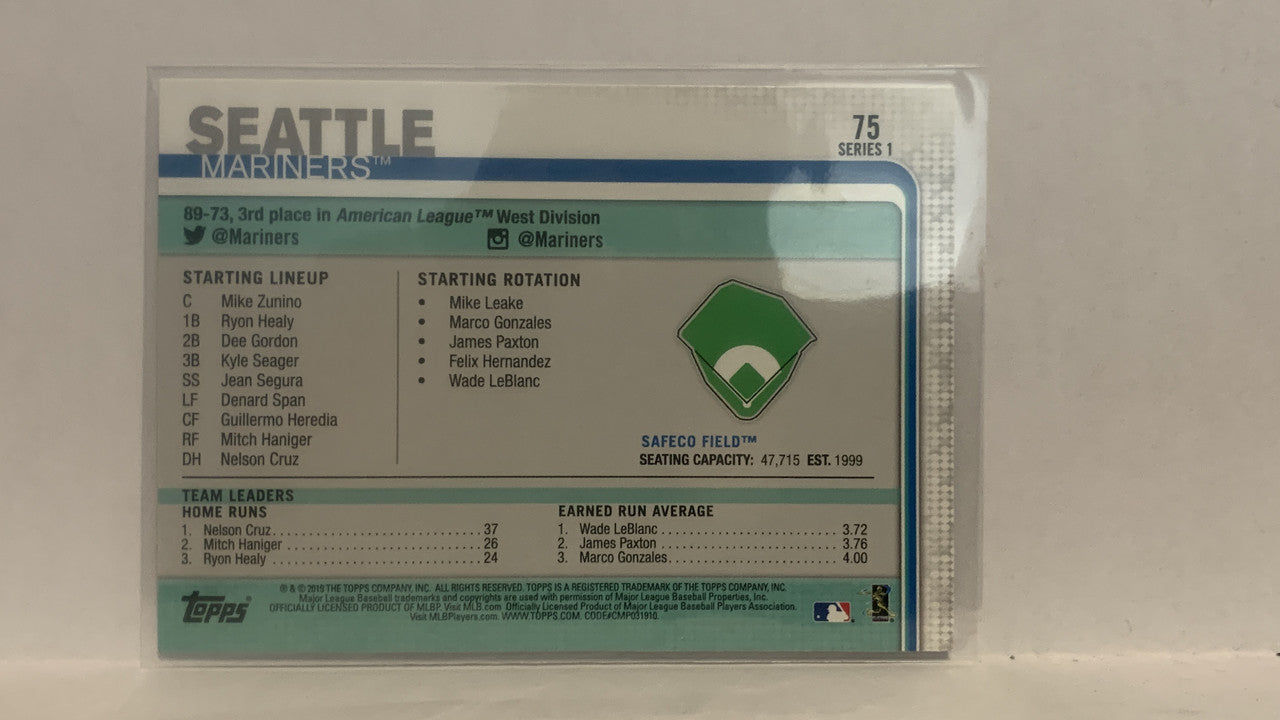 SEATTLE
MARINERS™
75
SERIES 1
89-73, 3rd place in American League™ West Division
@Mariners
@Mariners
STARTING LINEUP
C Mike Zunino
1B Ryon Healy
2B Dee Gordon
3B Kyle Seager
SS Jean Segura
LF Denard Span
CF Guillermo Heredia
RF Mitch Haniger
DH Nelson Cruz
STARTING ROTATION
• Mike Leake
• Marco Gonzales
• James Paxton
• Felix Hernandez
• Wade LeBlanc
SAFECO FIELD™
SEATING CAPACITY: 47,715 EST. 1999
TEAM LEADERS
HOME RUNS
1. Nelson Cruz 37
2. Mitch Haniger 26
3. Ryon Healy 24
EARNED RUN AVERAGE
1. Wade LeBlanc 3.72
2. James Paxton 3.76
3. Marco Gonzales 4.00
topps
® & © 2019 THE TOPPS COMPANY, INC. ALL RIGHTS RESERVED. TOPPS IS A REGISTERED TRADEMARK OF THE TOPPS COMPANY, INC.
Major League Baseball trademarks and copyrights are used with permission of Major League Baseball Properties, Inc.
OFFICIALLY LICENSED PRODUCT OF MLBP. Visit MLB.com Officially Licensed Product of Major League Baseball Players Association.
Visit MLBPlayers.com. WWW.TOPPS.COM. CODE#CMP031910.